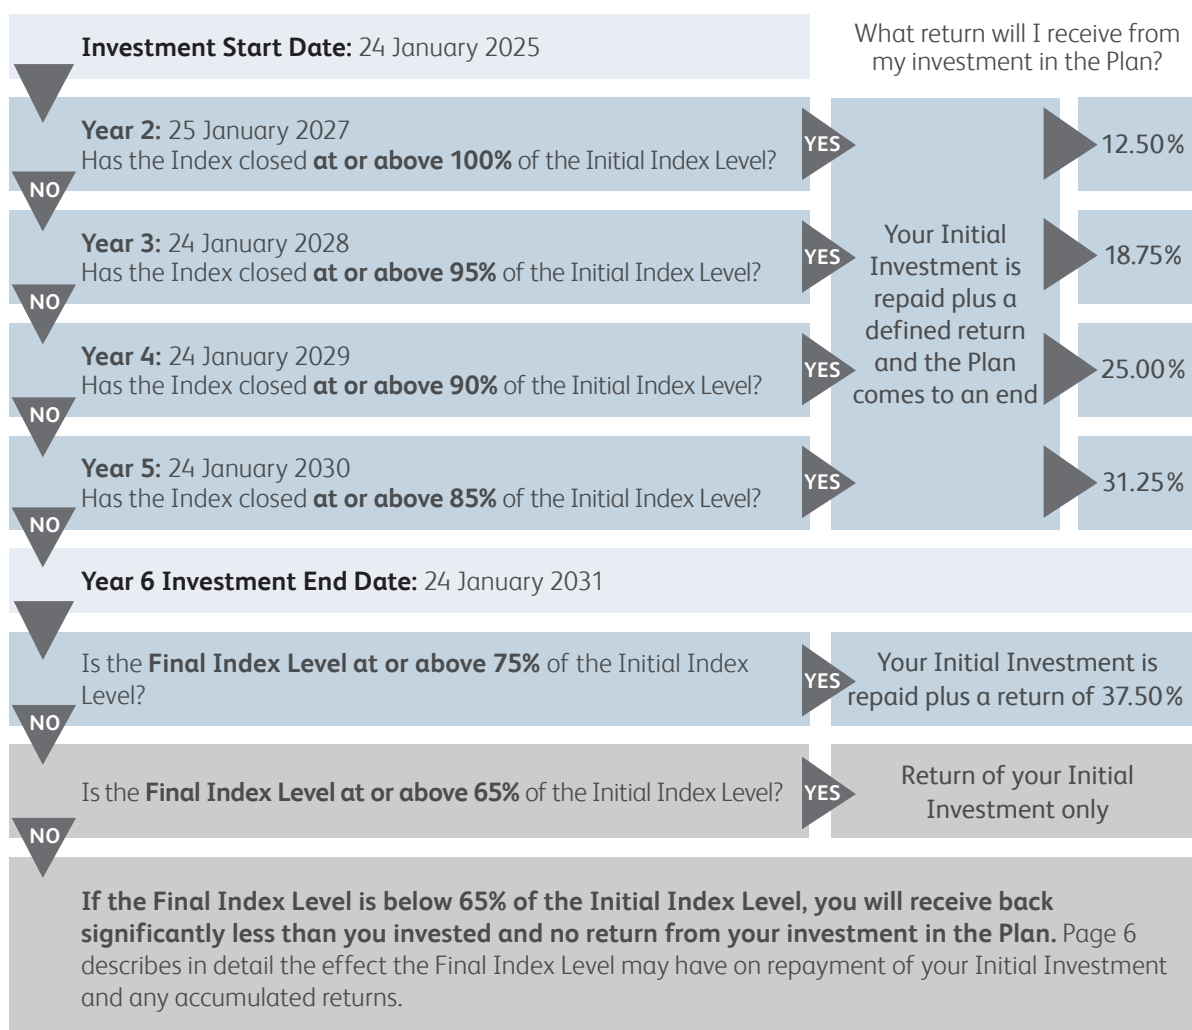 Investment Start Date: 24 January 2025
What return will I receive from
my investment in the Plan?
Year 2: 25 January 2027
Has the Index closed at or above 100% of the Initial Index Level?
YES
12.50%
NO
Year 3: 24 January 2028
Has the Index closed at or above 95% of the Initial Index Level?
YES
18.75%
NO
Year 4: 24 January 2029
Has the Index closed at or above 90% of the Initial Index Level?
YES
25.00%
NO
Year 5: 24 January 2030
Has the Index closed at or above 85% of the Initial Index Level?
YES
31.25%
NO
Your Initial
Investment is
repaid plus a
defined return
and the Plan
comes to an end
Year 6 Investment End Date: 24 January 2031
Is the Final Index Level at or above 75% of the Initial Index
Level?
YES
Your Initial Investment is
repaid plus a return of 37.50%
NO
Is the Final Index Level at or above 65% of the Initial Index Level?
YES
Return of your Initial
Investment only
NO
If the Final Index Level is below 65% of the Initial Index Level, you will receive back
significantly less than you invested and no return from your investment in the Plan. Page 6
describes in detail the effect the Final Index Level may have on repayment of your Initial Investment
and any accumulated returns.